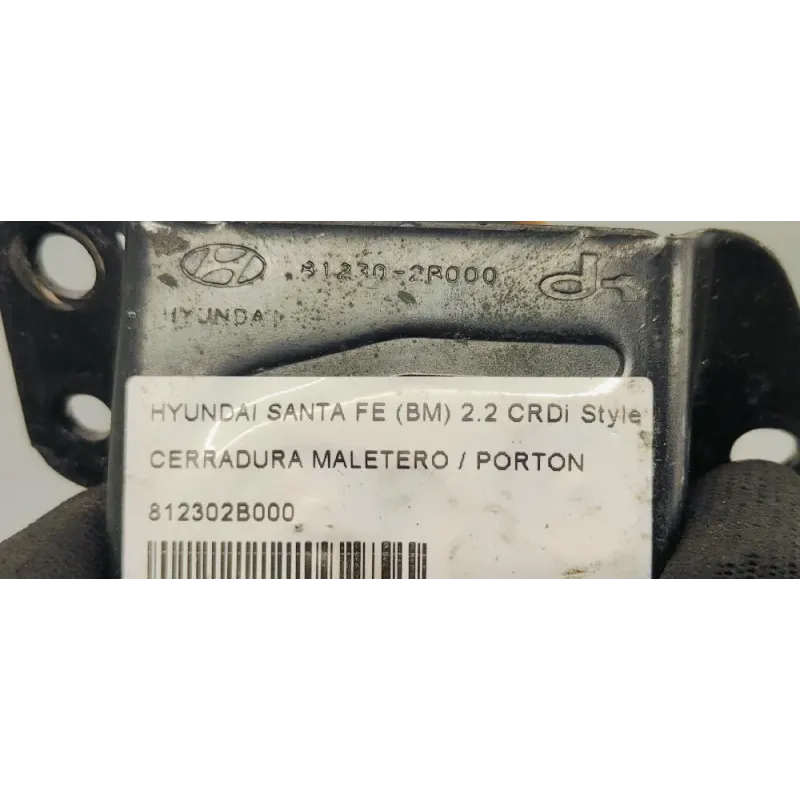 81230-2B000
HYUNDAI
HYUNDAI SANTA FE (BM) 2.2 CRDi Style
CERRADURA MALETERO / PORTON
812302B000